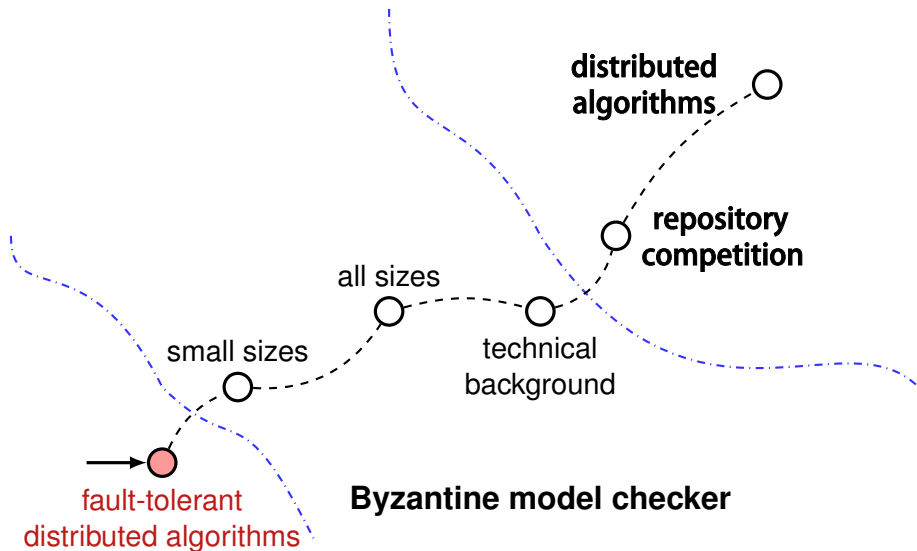 distributed
algorithms
repository
competition
all sizes
small sizes
technical
background
fault-tolerant
distributed algorithms
Byzantine model checker